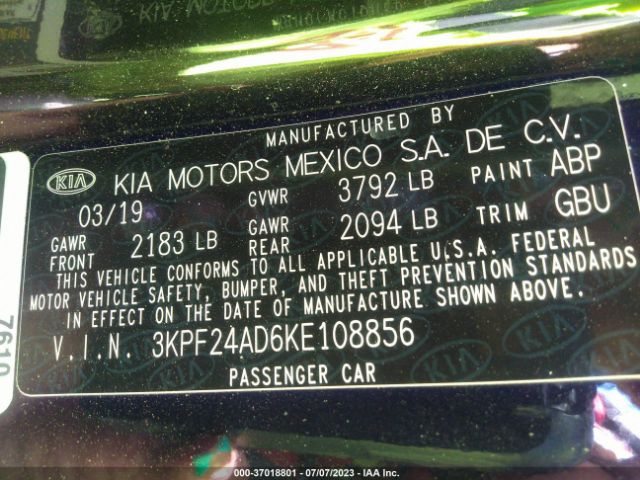 MANUFACTURED BY
KIA KIA MOTORS MEXICO S.A. DE C.V.
03/19 GVWR 3792 LB PAINT ABP
GAWR FRONT 2183 LB GAWR REAR 2094 LB TRIM GBU
THIS VEHICLE CONFORMS TO ALL APPLICABLE U.S.A. FEDERAL
MOTOR VEHICLE SAFETY, BUMPER, AND THEFT PREVENTION STANDARDS
IN EFFECT ON THE DATE OF MANUFACTURE SHOWN ABOVE.
V.I.N. 3KPF24AD6KE108856
PASSENGER CAR
7610
000-37018801 - 07/07/2023 - IAA Inc.